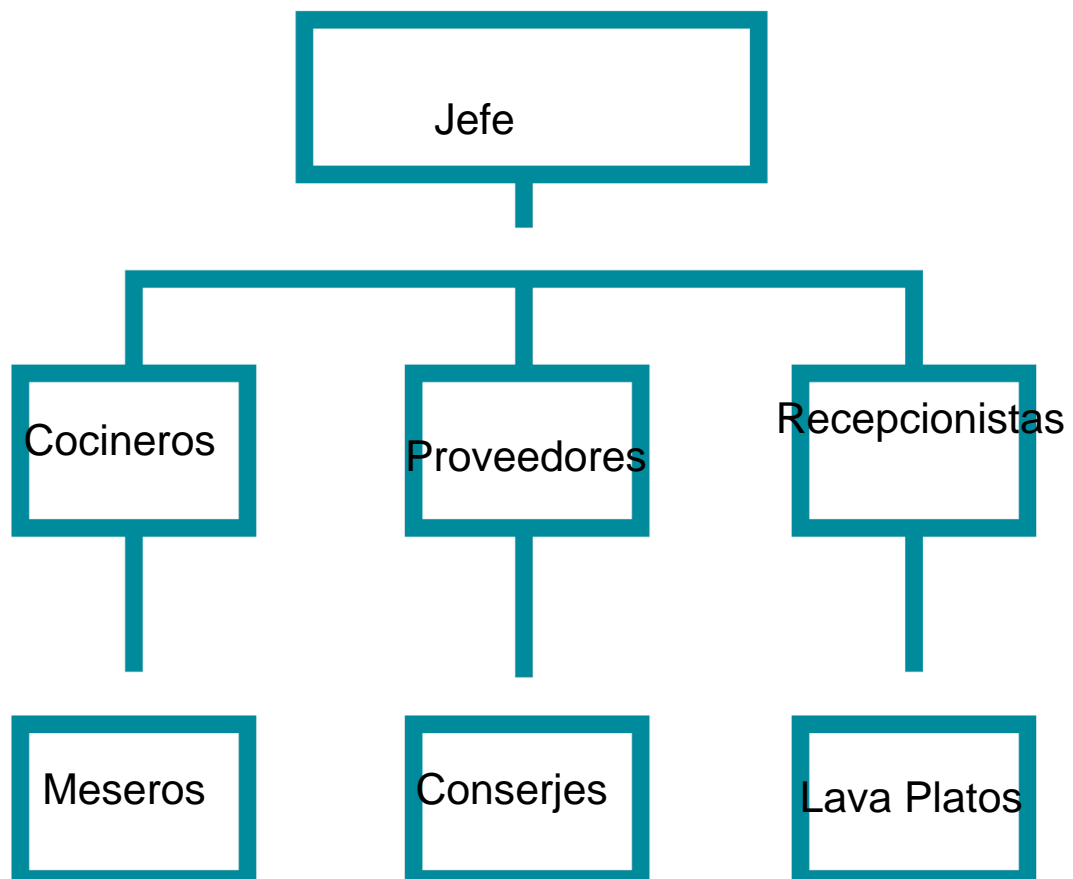 Jefe
Cocineros
Proveedores
Recepcionistas
Meseros
Conserjes
Lava Platos